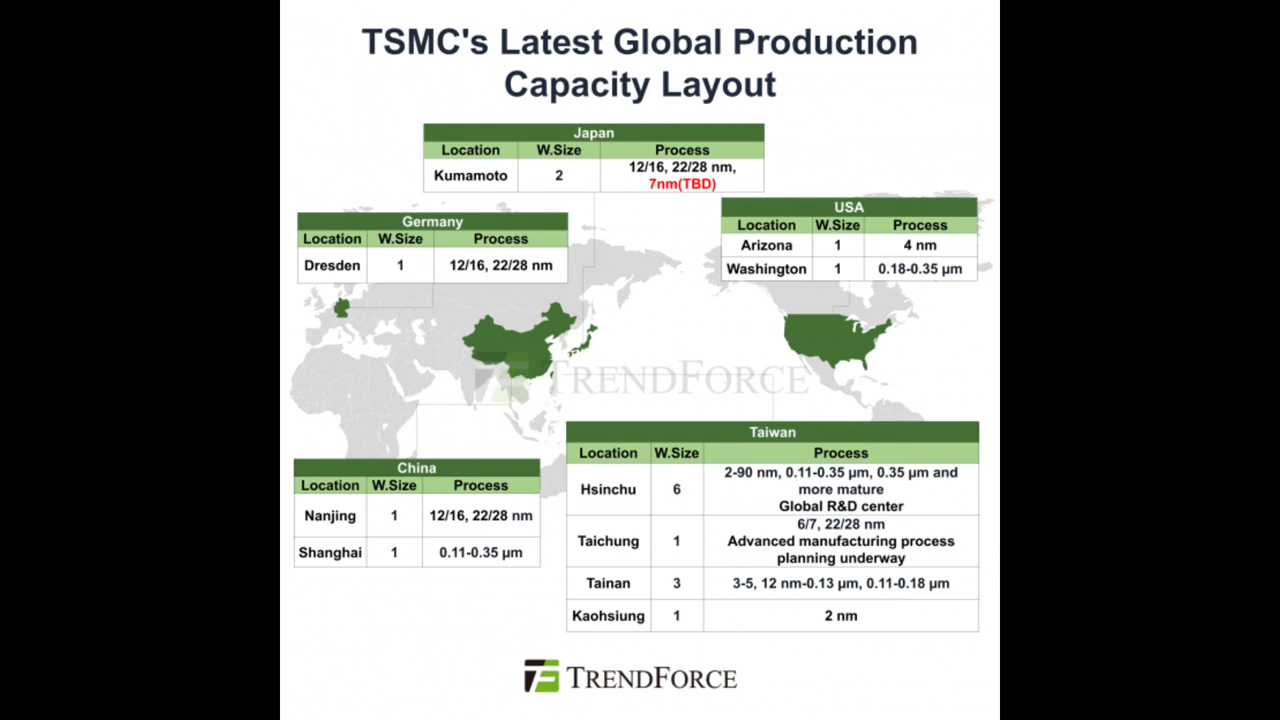 TSMC's Latest Global Production
Capacity Layout
Japan
Location W.Size Process
Kumamoto 2 12/16, 22/28 nm,
7nm(TBD)
Germany
Location W.Size Process
Dresden 1 12/16, 22/28 nm
USA
Location W.Size Process
Arizona 1 4 nm
Washington 1 0.18-0.35 µm
TRENDFORCE
China
Location W.Size Process
Nanjing 1 12/16, 22/28 nm
Shanghai 1 0.11-0.35 µm
Taiwan
Location W.Size Process
Hsinchu 6 2-90 nm, 0.11-0.35 µm, 0.35 µm and
more mature
Global R&D center
Taichung 1 6/7, 22/28 nm
Advanced manufacturing process
planning underway
Tainan 3 3-5, 12 nm-0.13 µm, 0.11-0.18 µm
Kaohsiung 1 2 nm
TRENDFORCE